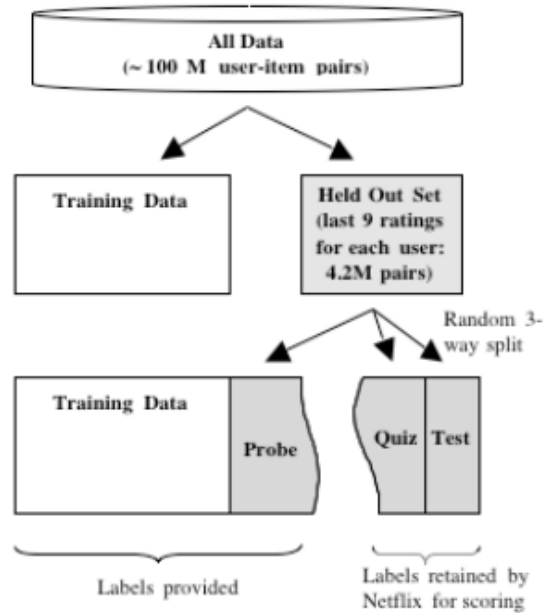 All Data
(~ 100 M user-item pairs)
Training Data
Held Out Set
(last 9 ratings
for each user:
4.2M pairs)
Random 3-
way split
Training Data
Probe
Quiz
Test
Labels provided
Labels retained by
Netflix for scoring